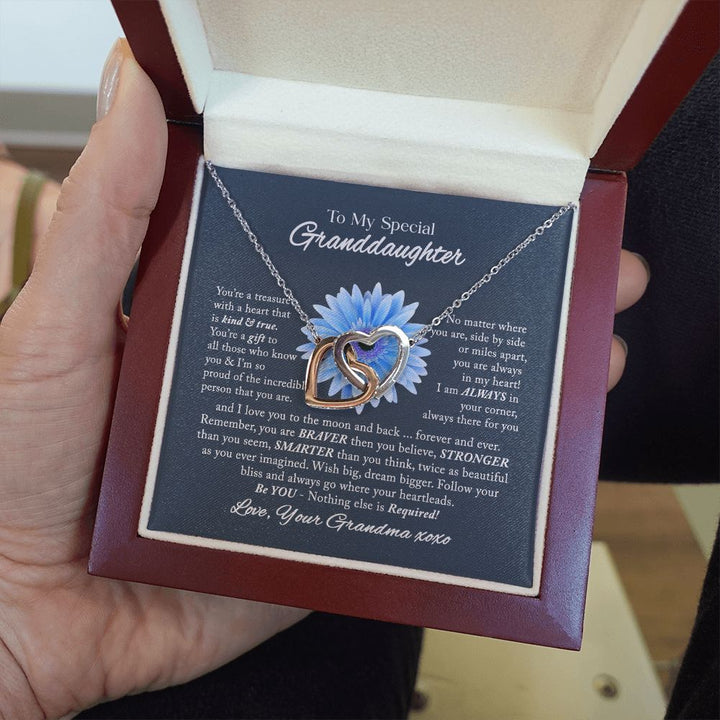 To My Special
Granddaughter
You're a treasure
with a heart that
is kind & true.
You're a gift to
all those who know
you & I'm so
proud of the incredibl
person that you are.
No matter where
you are, side by side
or miles apart,
you are always
in my heart!
I am ALWAYS in
your corner,
always there for you
and I love you to the moon and back ... forever and ever.
Remember, you are BRAVER then you believe, STRONGER
than you seem, SMARTER than you think, twice as beautiful
as you ever imagined. Wish big, dream bigger. Follow your
bliss and always go where your heartleads.
Be YOU - Nothing else is Required!
Love, Your Grandma xoxo